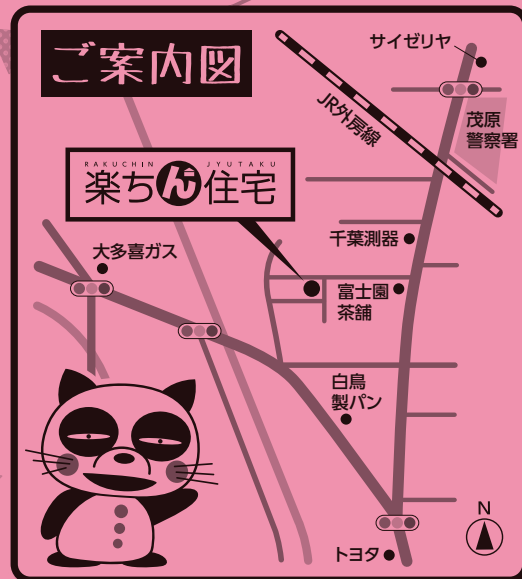 ご案内図
サイゼリヤ
JR外房線
茂原
警察署
RAKUCHIN JYUTAKU
楽ちん住宅
千葉測器
大多喜ガス
富士園
茶舗
白鳥
製パン
N
トヨタ